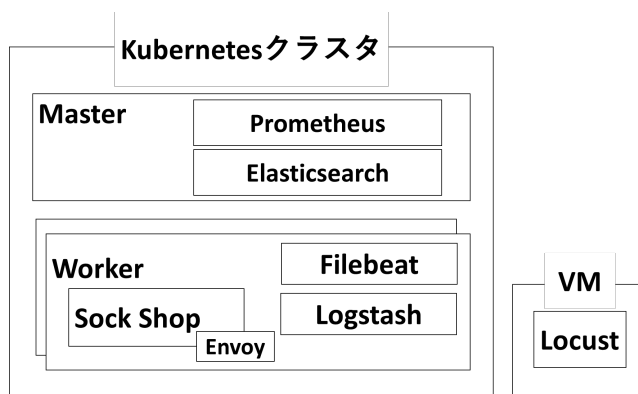 Kubernetesクラスタ
Master
Prometheus
Elasticsearch
Worker
Filebeat
Sock Shop
Logstash
Envoy
VM
Locust